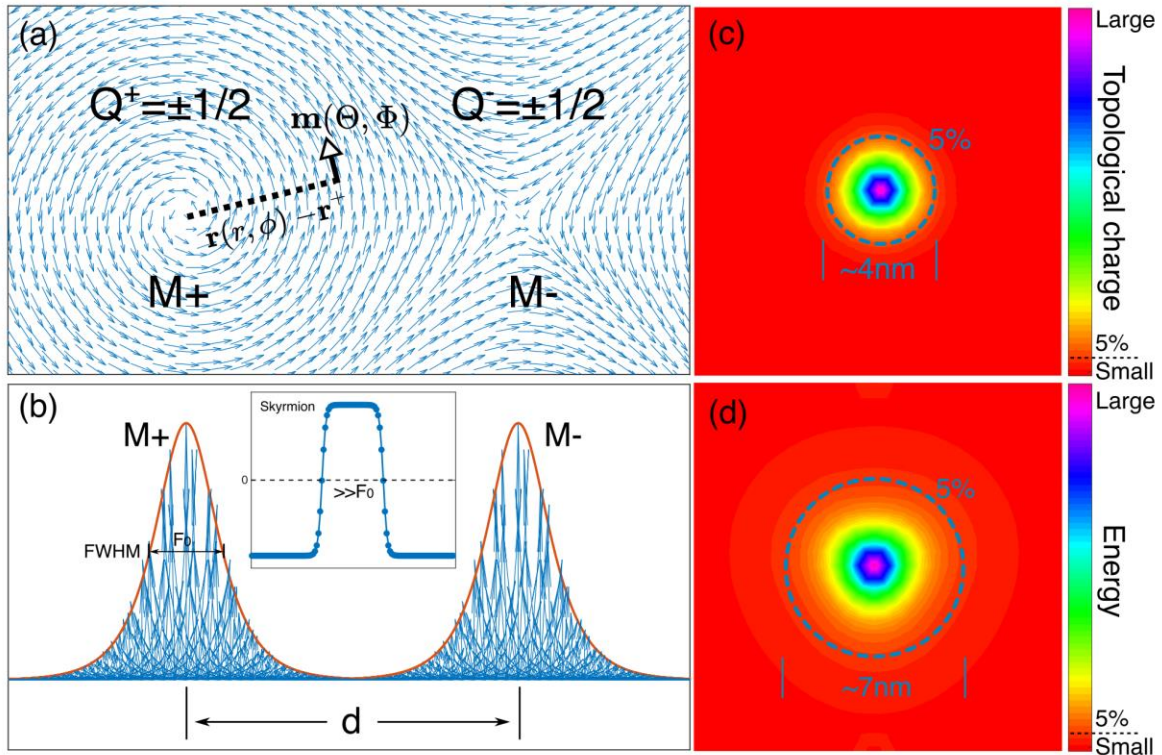 (a)
Q⁺=±1/2
Q⁻=±1/2
m(Θ, Φ)
r(r, ϕ) − r⁺
M+
M-
(b)
M+
M-
Skyrmion
0
>>F₀
FWHM
F₀
d
(c)
5%
~4nm
Large
Topological charge
5%
Small
(d)
5%
~7nm
Large
Energy
5%
Small